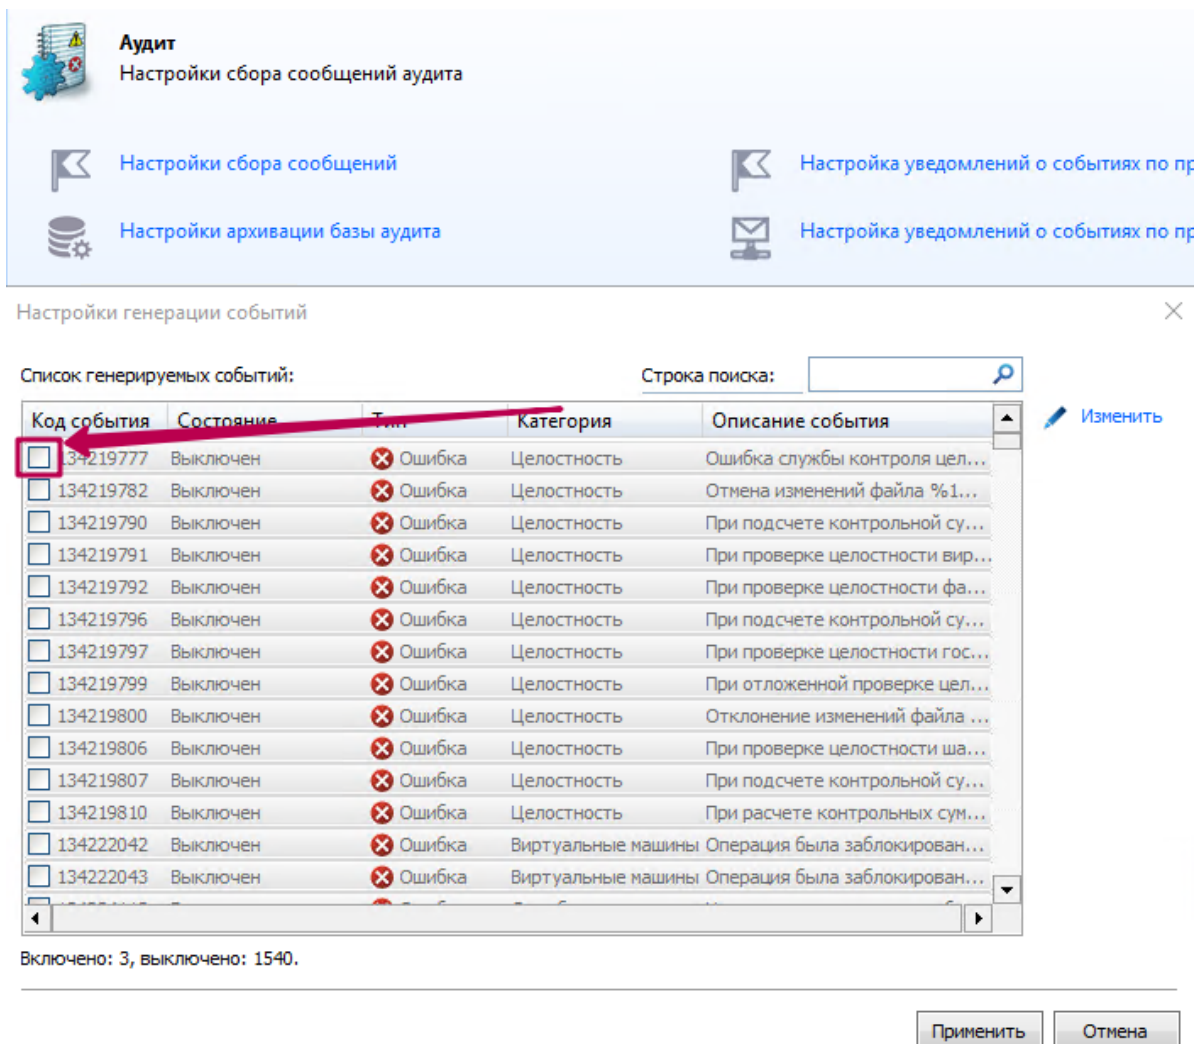 Аудит
Настройки сбора сообщений аудита
Настройки сбора сообщений
Настройка уведомлений о событиях по пр
Настройки архивации базы аудита
Настройка уведомлений о событиях по пр
Настройки генерации событий
Список генерируемых событий:
Строка поиска:
Код события Состояние Тип Категория Описание события
Изменить
134219777 Выключен Ошибка Целостность Ошибка службы контроля цел...
134219782 Выключен Ошибка Целостность Отмена изменений файла %1...
134219790 Выключен Ошибка Целостность При подсчете контрольной су...
134219791 Выключен Ошибка Целостность При проверке целостности вир...
134219792 Выключен Ошибка Целостность При проверке целостности фа...
134219796 Выключен Ошибка Целостность При подсчете контрольной су...
134219797 Выключен Ошибка Целостность При проверке целостности гос...
134219799 Выключен Ошибка Целостность При отложенной проверке цел...
134219800 Выключен Ошибка Целостность Отклонение изменений файла ...
134219806 Выключен Ошибка Целостность При проверке целостности ша...
134219807 Выключен Ошибка Целостность При подсчете контрольной су...
134219810 Выключен Ошибка Целостность При расчете контрольных сум...
134222042 Выключен Ошибка Виртуальные машины Операция была заблокирован...
134222043 Выключен Ошибка Виртуальные машины Операция была заблокирован...
Включено: 3, выключено: 1540.
Применить
Отмена